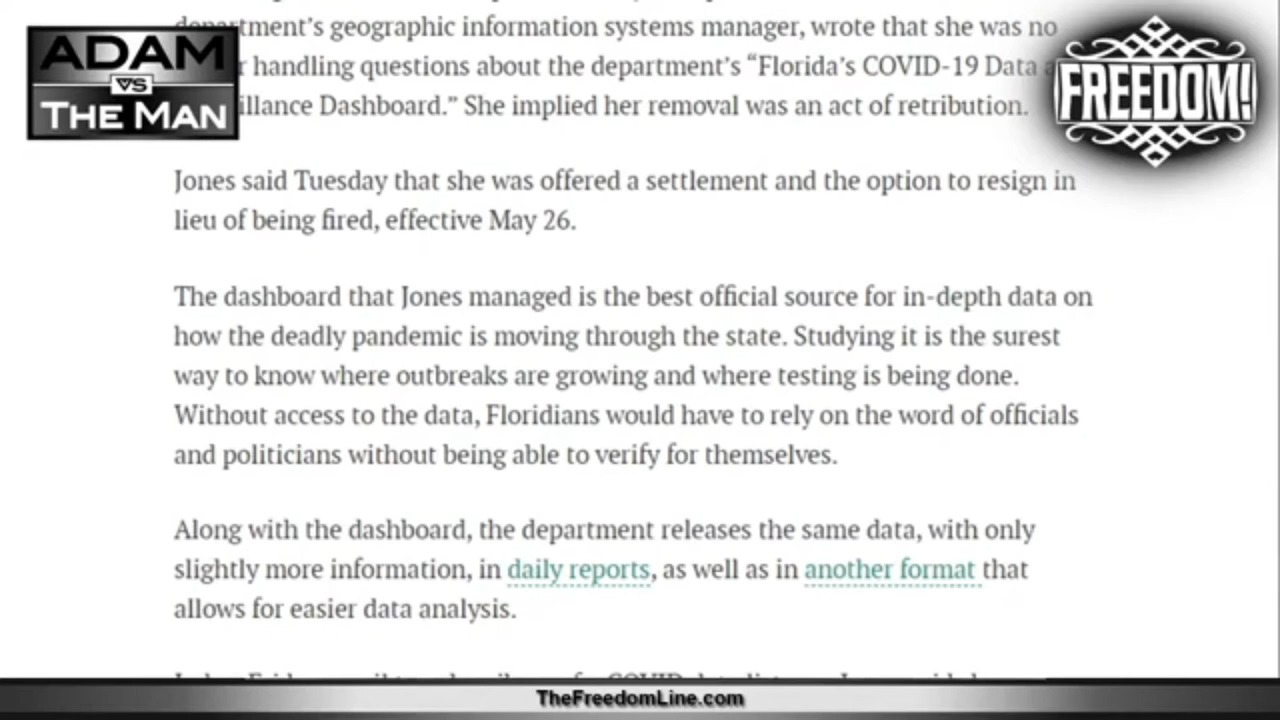 department's geographic information systems manager, wrote that she was no
handling questions about the department's “Florida's COVID-19 Data
illance Dashboard.” She implied her removal was an act of retribution.
Jones said Tuesday that she was offered a settlement and the option to resign in
lieu of being fired, effective May 26.
The dashboard that Jones managed is the best official source for in-depth data on
how the deadly pandemic is moving through the state. Studying it is the surest
way to know where outbreaks are growing and where testing is being done.
Without access to the data, Floridians would have to rely on the word of officials
and politicians without being able to verify for themselves.
Along with the dashboard, the department releases the same data, with only
slightly more information, in daily reports, as well as in another format that
allows for easier data analysis.
ADAM
VS
THE MAN
FREEDOM!
TheFreedomLine.com